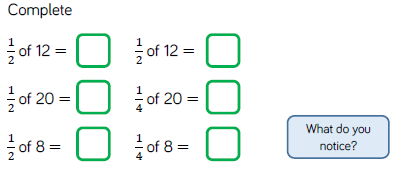 Complete
1/2 of 12 = 1/2 of 12 =
1/2 of 20 = 1/4 of 20 =
1/2 of 8 = 1/4 of 8 =
What do you
notice?